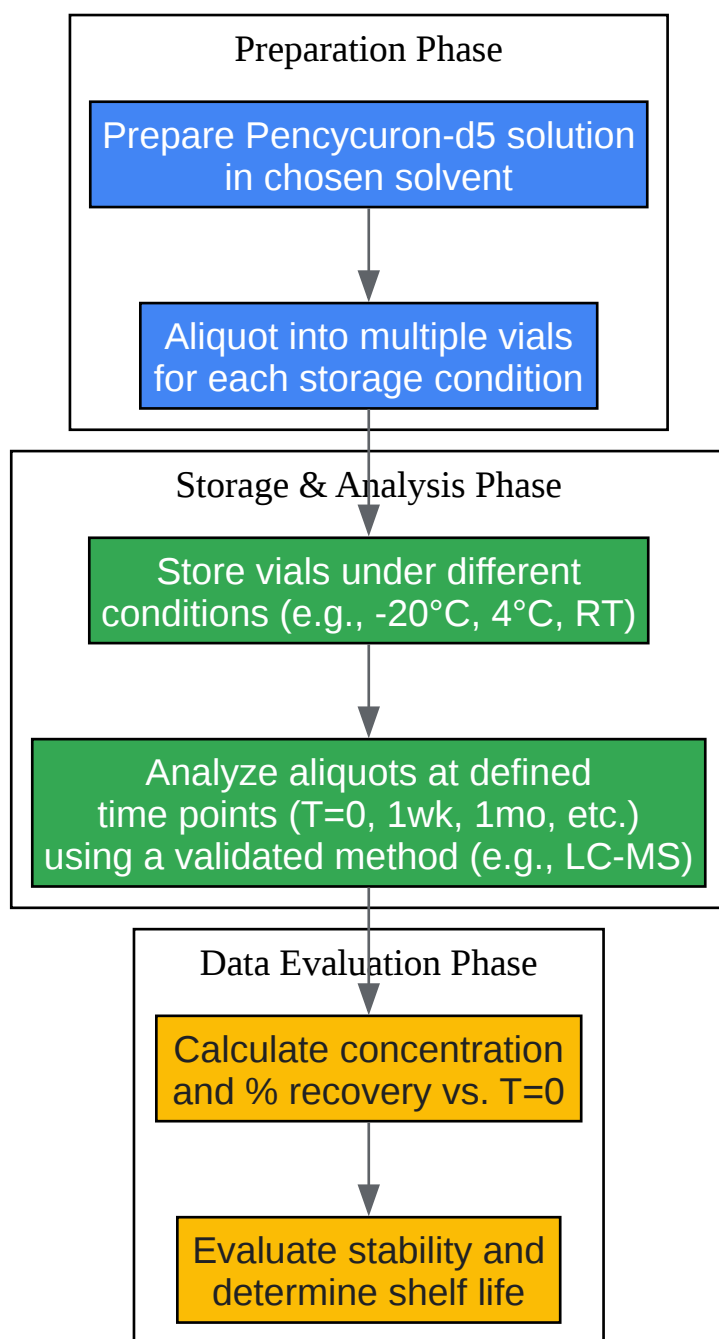 Preparation Phase
Prepare Pencycuron-d5 solution
in chosen solvent
Aliquot into multiple vials
for each storage condition
Storage & Analysis Phase
Store vials under different
conditions (e.g., -20°C, 4°C, RT)
Analyze aliquots at defined
time points (T=0, 1wk, 1mo, etc.)
using a validated method (e.g., LC-MS)
Data Evaluation Phase
Calculate concentration
and % recovery vs. T=0
Evaluate stability and
determine shelf life